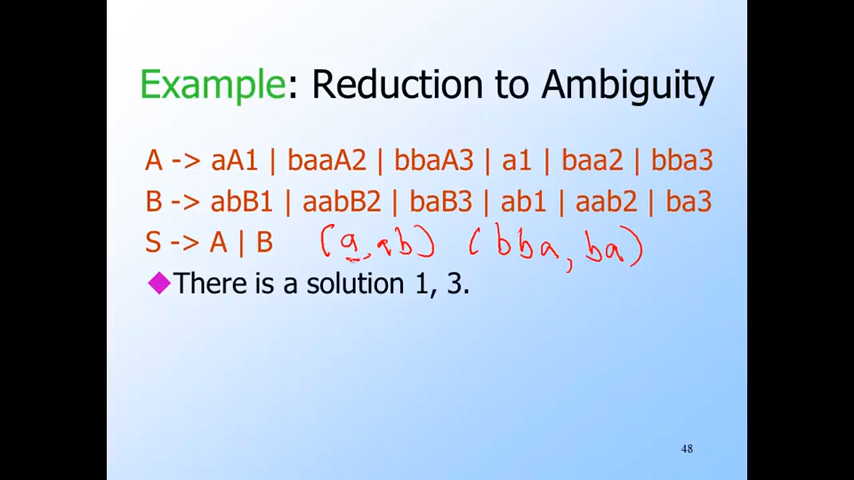 Example: Reduction to Ambiguity
A -> aA1 | baaA2 | bbaA3 | a1 | baa2 | bba3
B -> abB1 | aabB2 | baB3 | ab1 | aab2 | ba3
S -> A | B (a, ab) (bba, ba)
There is a solution 1, 3.
48